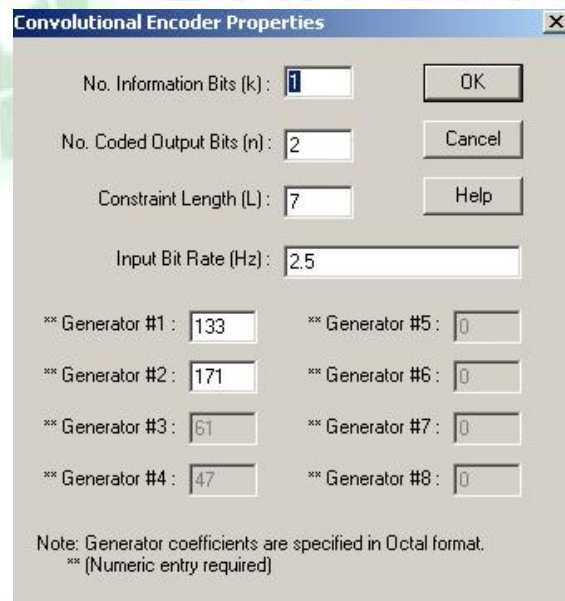 Convolutional Encoder Properties
No. Information Bits (k) : 1
OK
No. Coded Output Bits (n) : 2
Cancel
Constraint Length (L) : 7
Help
Input Bit Rate (Hz) : 2.5
** Generator #1 : 133
** Generator #5 : 0
** Generator #2 : 171
** Generator #6 : 0
** Generator #3 : 61
** Generator #7 : 0
** Generator #4 : 47
** Generator #8 : 0
Note: Generator coefficients are specified in Octal format.
** (Numeric entry required)